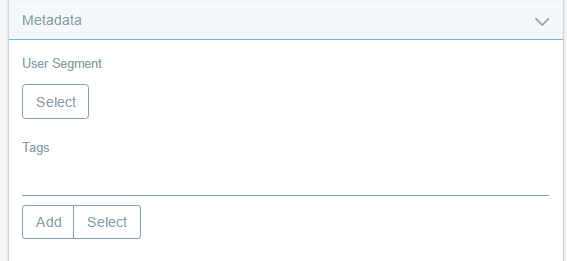 Metadata
User Segment
Select
Tags
Add Select